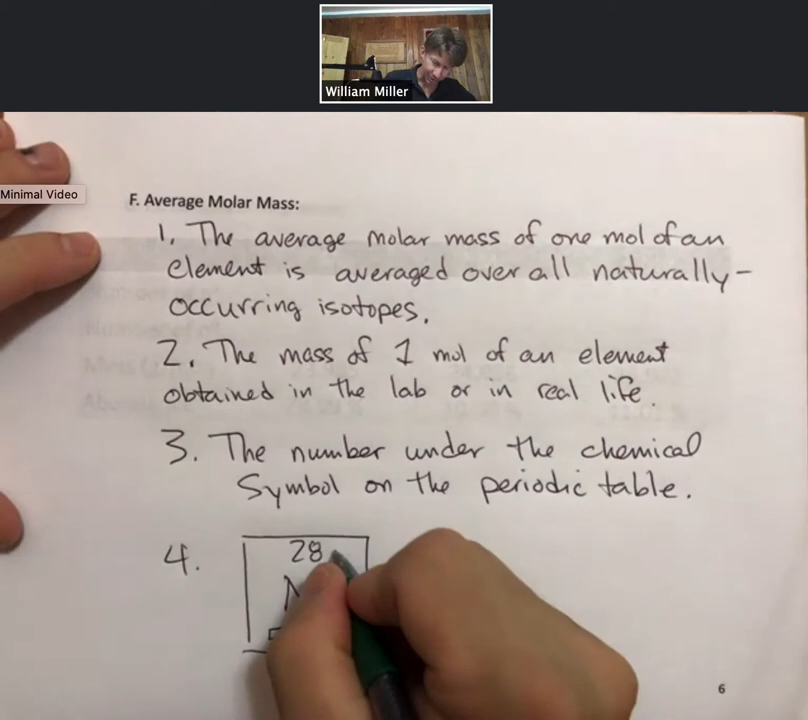 William Miller
Minimal Video
F. Average Molar Mass:
1. The average molar mass of one mol of an
element is averaged over all naturally-
occurring isotopes.
2. The mass of 1 mol of an element
obtained in the lab or in real life.
3. The number under the chemical
Symbol on the periodic table.
4.
28
6